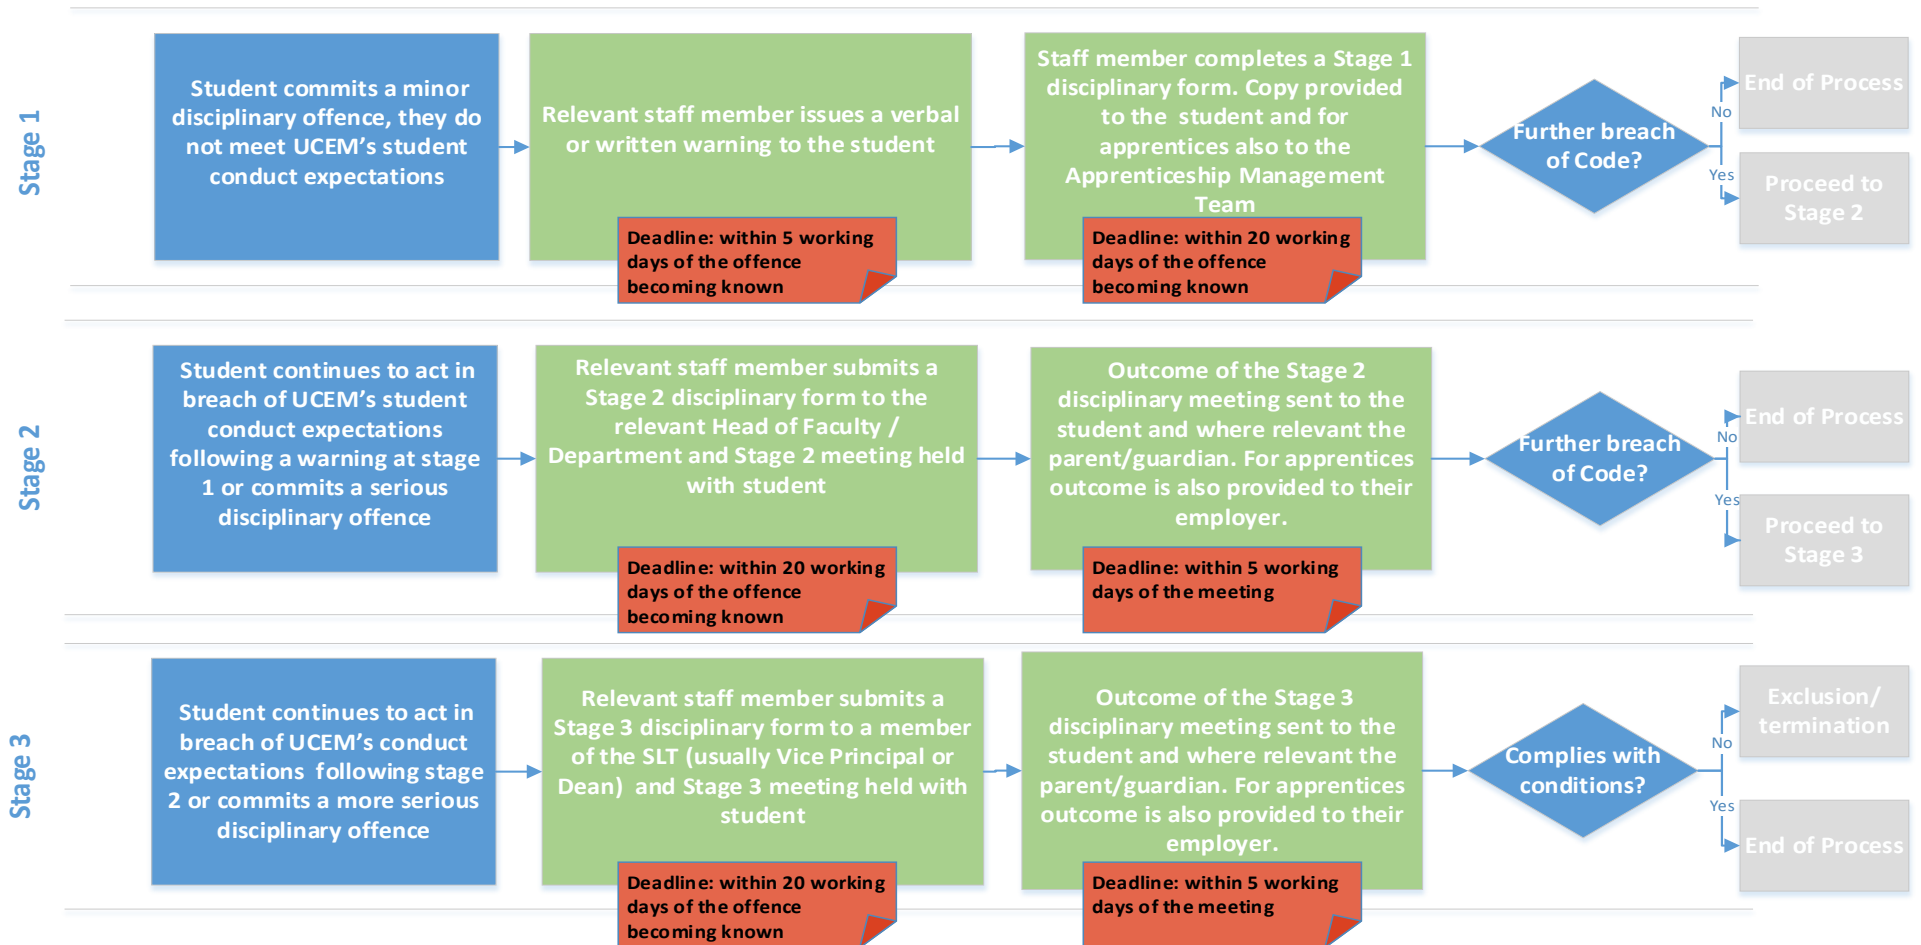 Stage 1
Student commits a minor
disciplinary offence, they do
not meet UCEM's student
conduct expectations
Relevant staff member issues a verbal
or written warning to the student
Deadline: within 5 working
days of the offence
becoming known
Staff member completes a Stage 1
disciplinary form. Copy provided
to the student and for
apprentices also to the
Apprenticeship Management
Team
Deadline: within 20 working
days of the offence
becoming known
Further breach
of Code?
No
End of Process
Yes
Proceed to
Stage 2
Stage 2
Student continues to act in
breach of UCEM's student
conduct expectations
following a warning at stage
1 or commits a serious
disciplinary offence
Relevant staff member submits a
Stage 2 disciplinary form to the
relevant Head of Faculty /
Department and Stage 2 meeting held
with student
Deadline: within 20 working
days of the offence
becoming known
Outcome of the Stage 2
disciplinary meeting sent to the
student and where relevant the
parent/guardian. For apprentices
outcome is also provided to their
employer.
Deadline: within 5 working
days of the meeting
Further breach
of Code?
No
End of Process
Yes
Proceed to
Stage 3
Stage 3
Student continues to act in
breach of UCEM's conduct
expectations following stage
2 or commits a more serious
disciplinary offence
Relevant staff member submits a
Stage 3 disciplinary form to a member
of the SLT (usually Vice Principal or
Dean) and Stage 3 meeting held with
student
Deadline: within 20 working
days of the offence
becoming known
Outcome of the Stage 3
disciplinary meeting sent to the
student and where relevant the
parent/guardian. For apprentices
outcome is also provided to their
employer.
Deadline: within 5 working
days of the meeting
Complies with
conditions?
No
Exclusion/
termination
Yes
End of Process